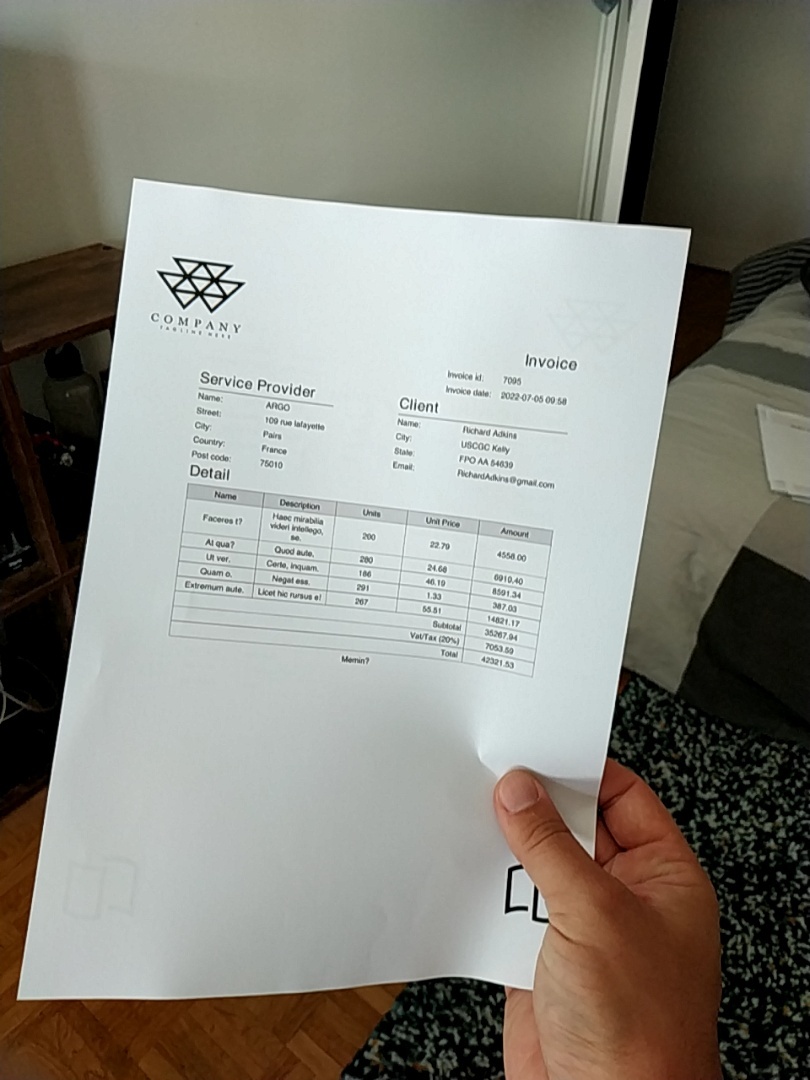 COMPANY
TAGLINE HERE
Invoice
Invoice id: 7095
Invoice date: 2022-07-05 09:58
Service Provider
Name: ARGO
Street: 109 rue lafayette
City: Pairs
Country: France
Post code: 75010
Client
Name: Richard Adkins
City: USCGC Kelly
State: FPO AA
Email: RichardAdkins@gmail.com
Detail
Name Description Units Unit Price Amount
Faceres t? Haec mirabilia
videri intellego,
se. 200 22.79 4558.00
At qua? Quod aute. 280 24.68 6910.40
Ut ver. Certe, inquam. 186 46.19 8591.34
Quam o. Negat ess. 291 1.33 387.03
Extremum aute. Licet hic rursus e! 267 55.51 14821.17
Subtotal 35267.94
Vat/Tax (20%) 7053.59
Total 42321.53
Memin?